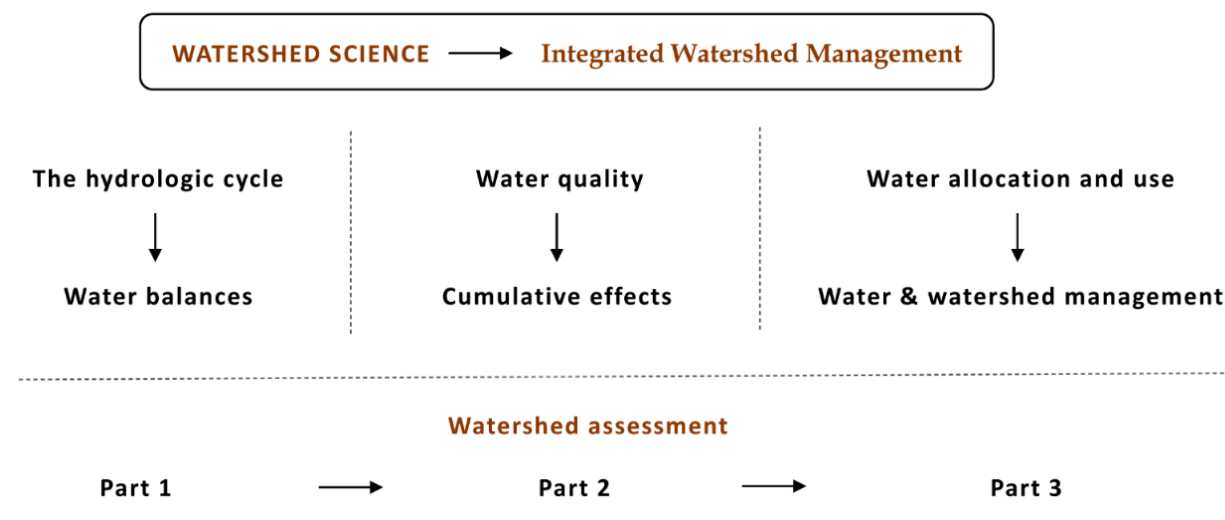 WATERSHED SCIENCE Integrated Watershed Management
The hydrologic cycle Water quality Water allocation and use
Water balances Cumulative effects Water & watershed management
Watershed assessment
Part 1 Part 2 Part 3